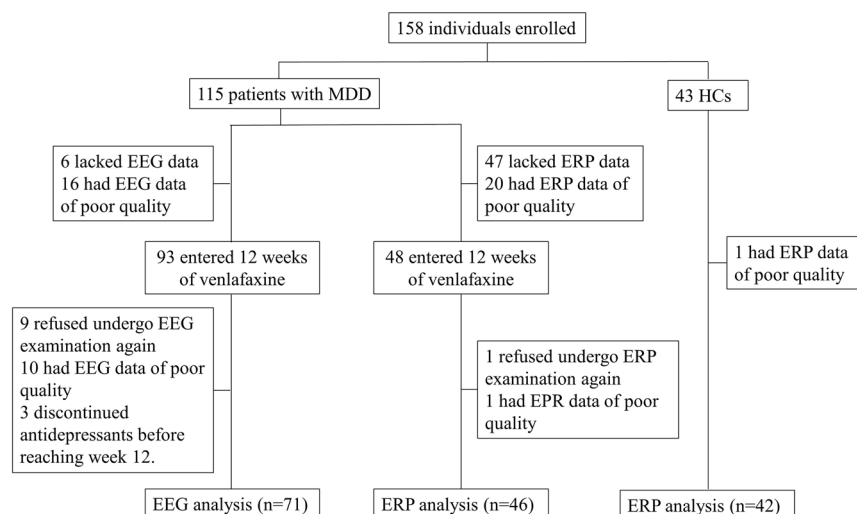 158 individuals enrolled
115 patients with MDD
43 HCs
6 lacked EEG data
16 had EEG data
of poor quality
47 lacked ERP data
20 had ERP data of
poor quality
93 entered 12 weeks
of venlafaxine
48 entered 12 weeks
of venlafaxine
1 had ERP data
of poor quality
9 refused undergo EEG
examination again
10 had EEG data of poor
quality
3 discontinued
antidepressants before
reaching week 12.
1 refused undergo ERP
examination again
1 had EPR data of poor
quality
EEG analysis (n=71)
ERP analysis (n=46)
ERP analysis (n=42)